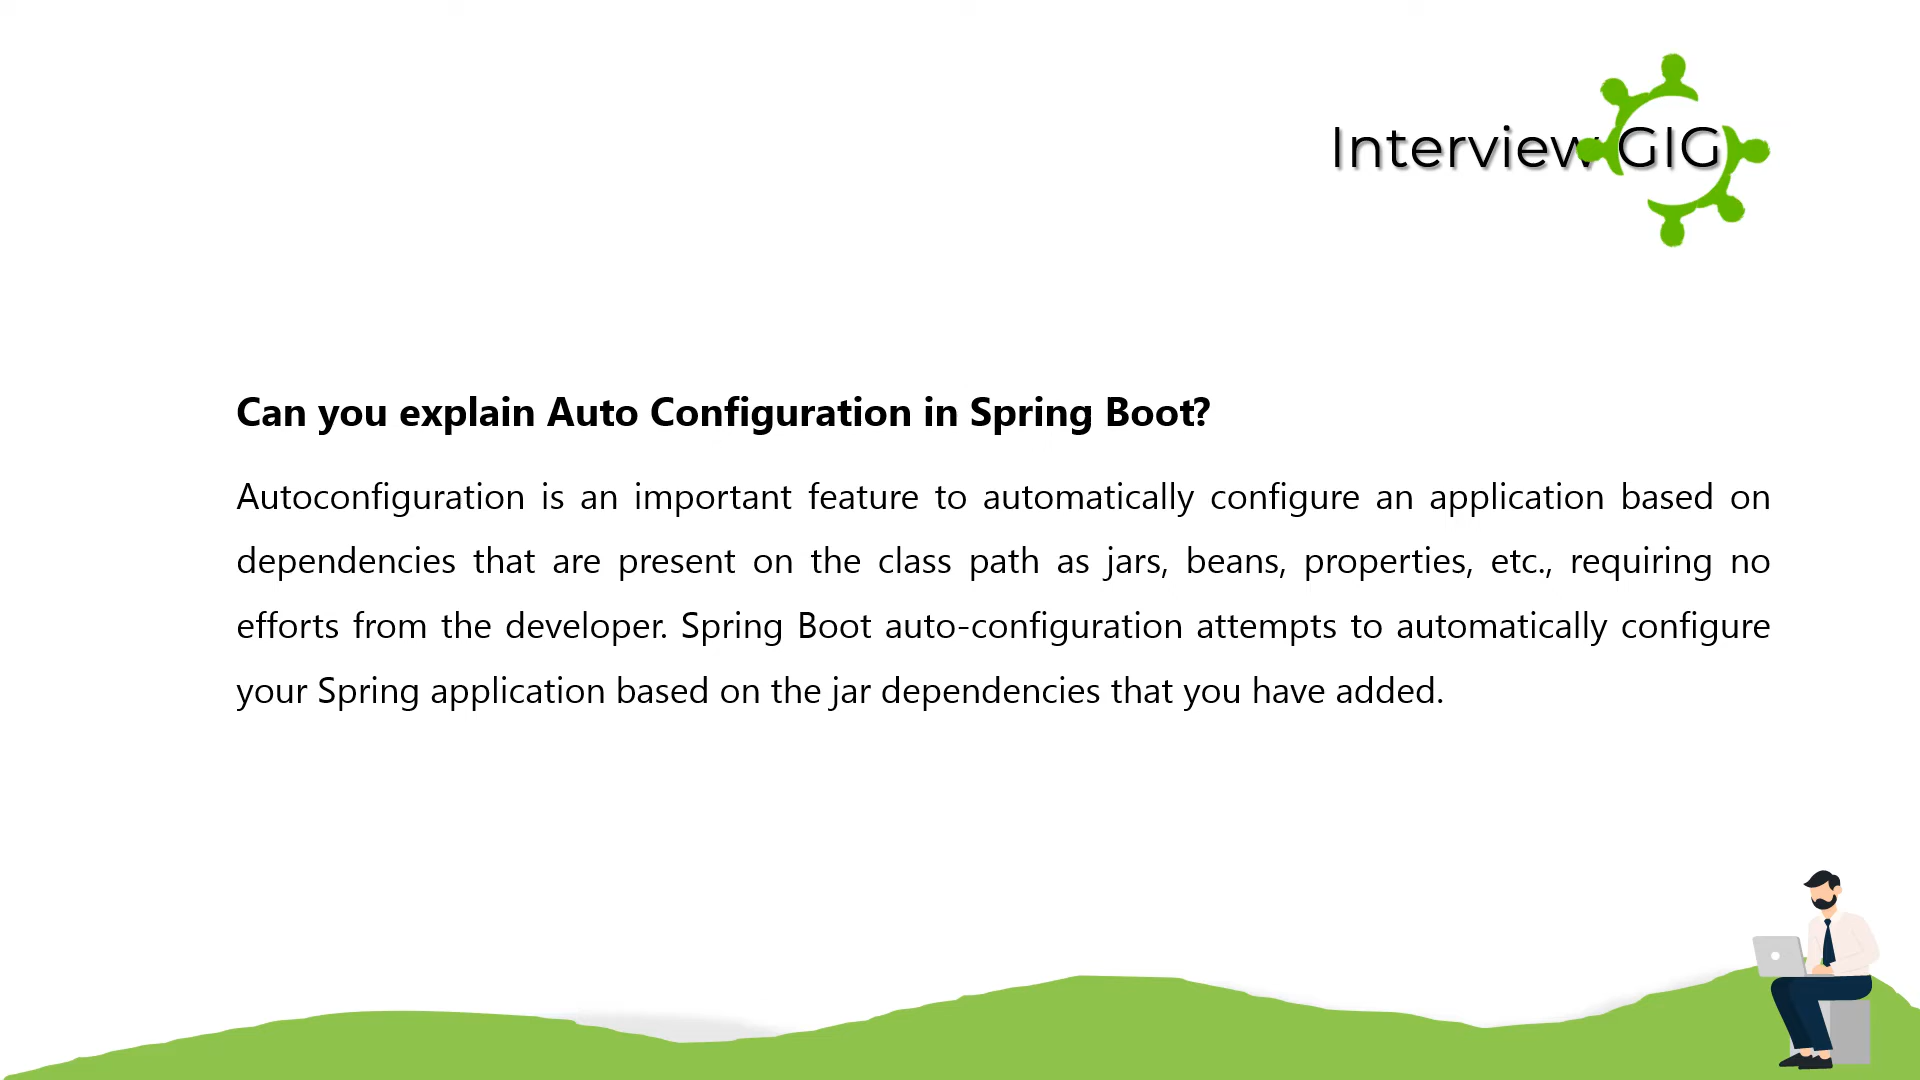 Interview GIG
Can you explain Auto Configuration in Spring Boot?
Autoconfiguration is an important feature to automatically configure an application based on
dependencies that are present on the class path as jars, beans, properties, etc., requiring no
efforts from the developer. Spring Boot auto-configuration attempts to automatically configure
your Spring application based on the jar dependencies that you have added.